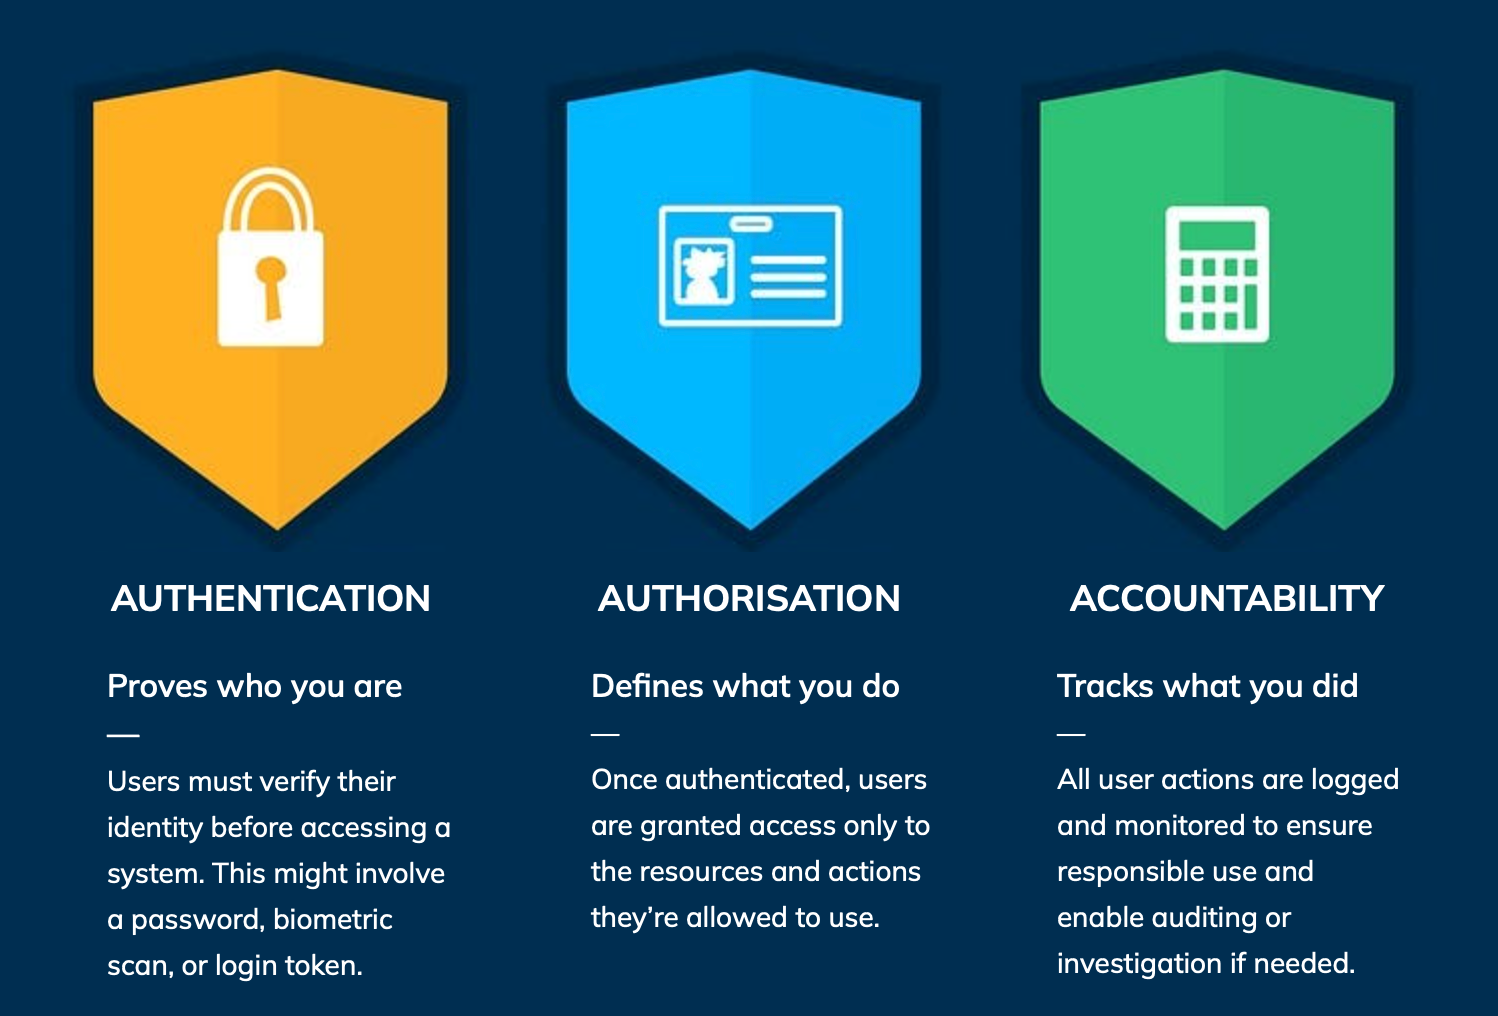 AUTHENTICATION
Proves who you are
—
Users must verify their
identity before accessing a
system. This might involve
a password, biometric
scan, or login token.
AUTHORISATION
Defines what you do
—
Once authenticated, users
are granted access only to
the resources and actions
they’re allowed to use.
ACCOUNTABILITY
Tracks what you did
—
All user actions are logged
and monitored to ensure
responsible use and
enable auditing or
investigation if needed.